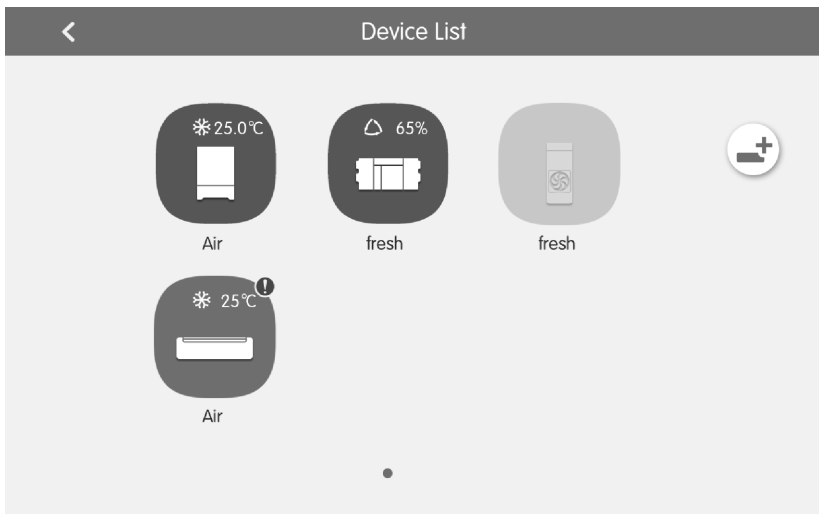 Device List
25.0℃
65%
Air
fresh
fresh
25℃
!
Air